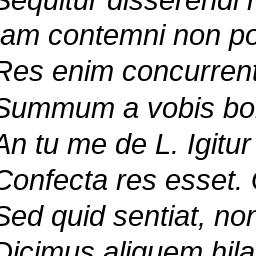 Sequitur disserendi r
am contemni non po
Res enim concurrent
Summum a vobis bo
An tu me de L. Igitur
Confecta res esset.
Sed quid sentiat, non
Dicimus aliquem hila